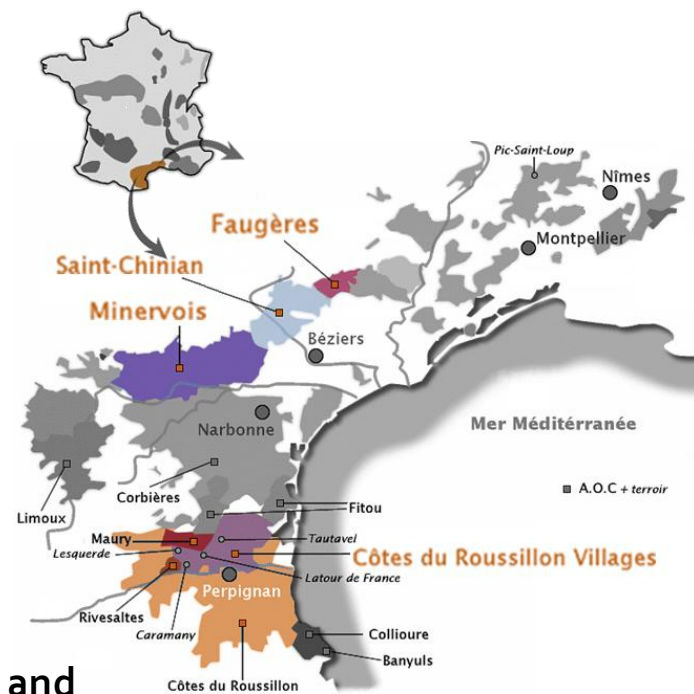 Pic-Saint-Loup
Nîmes
Montpellier
Faugères
Saint-Chinian
Minervois
Béziers
Mer Méditérranée
Narbonne
A.O.C + terroir
Corbières
Limoux
Fitou
Maury
Tautavel
Lesquerde
Côtes du Roussillon Villages
Latour de France
Perpignan
Rivesaltes
Caramany
Collioure
Banyuls
and
Côtes du Roussillon